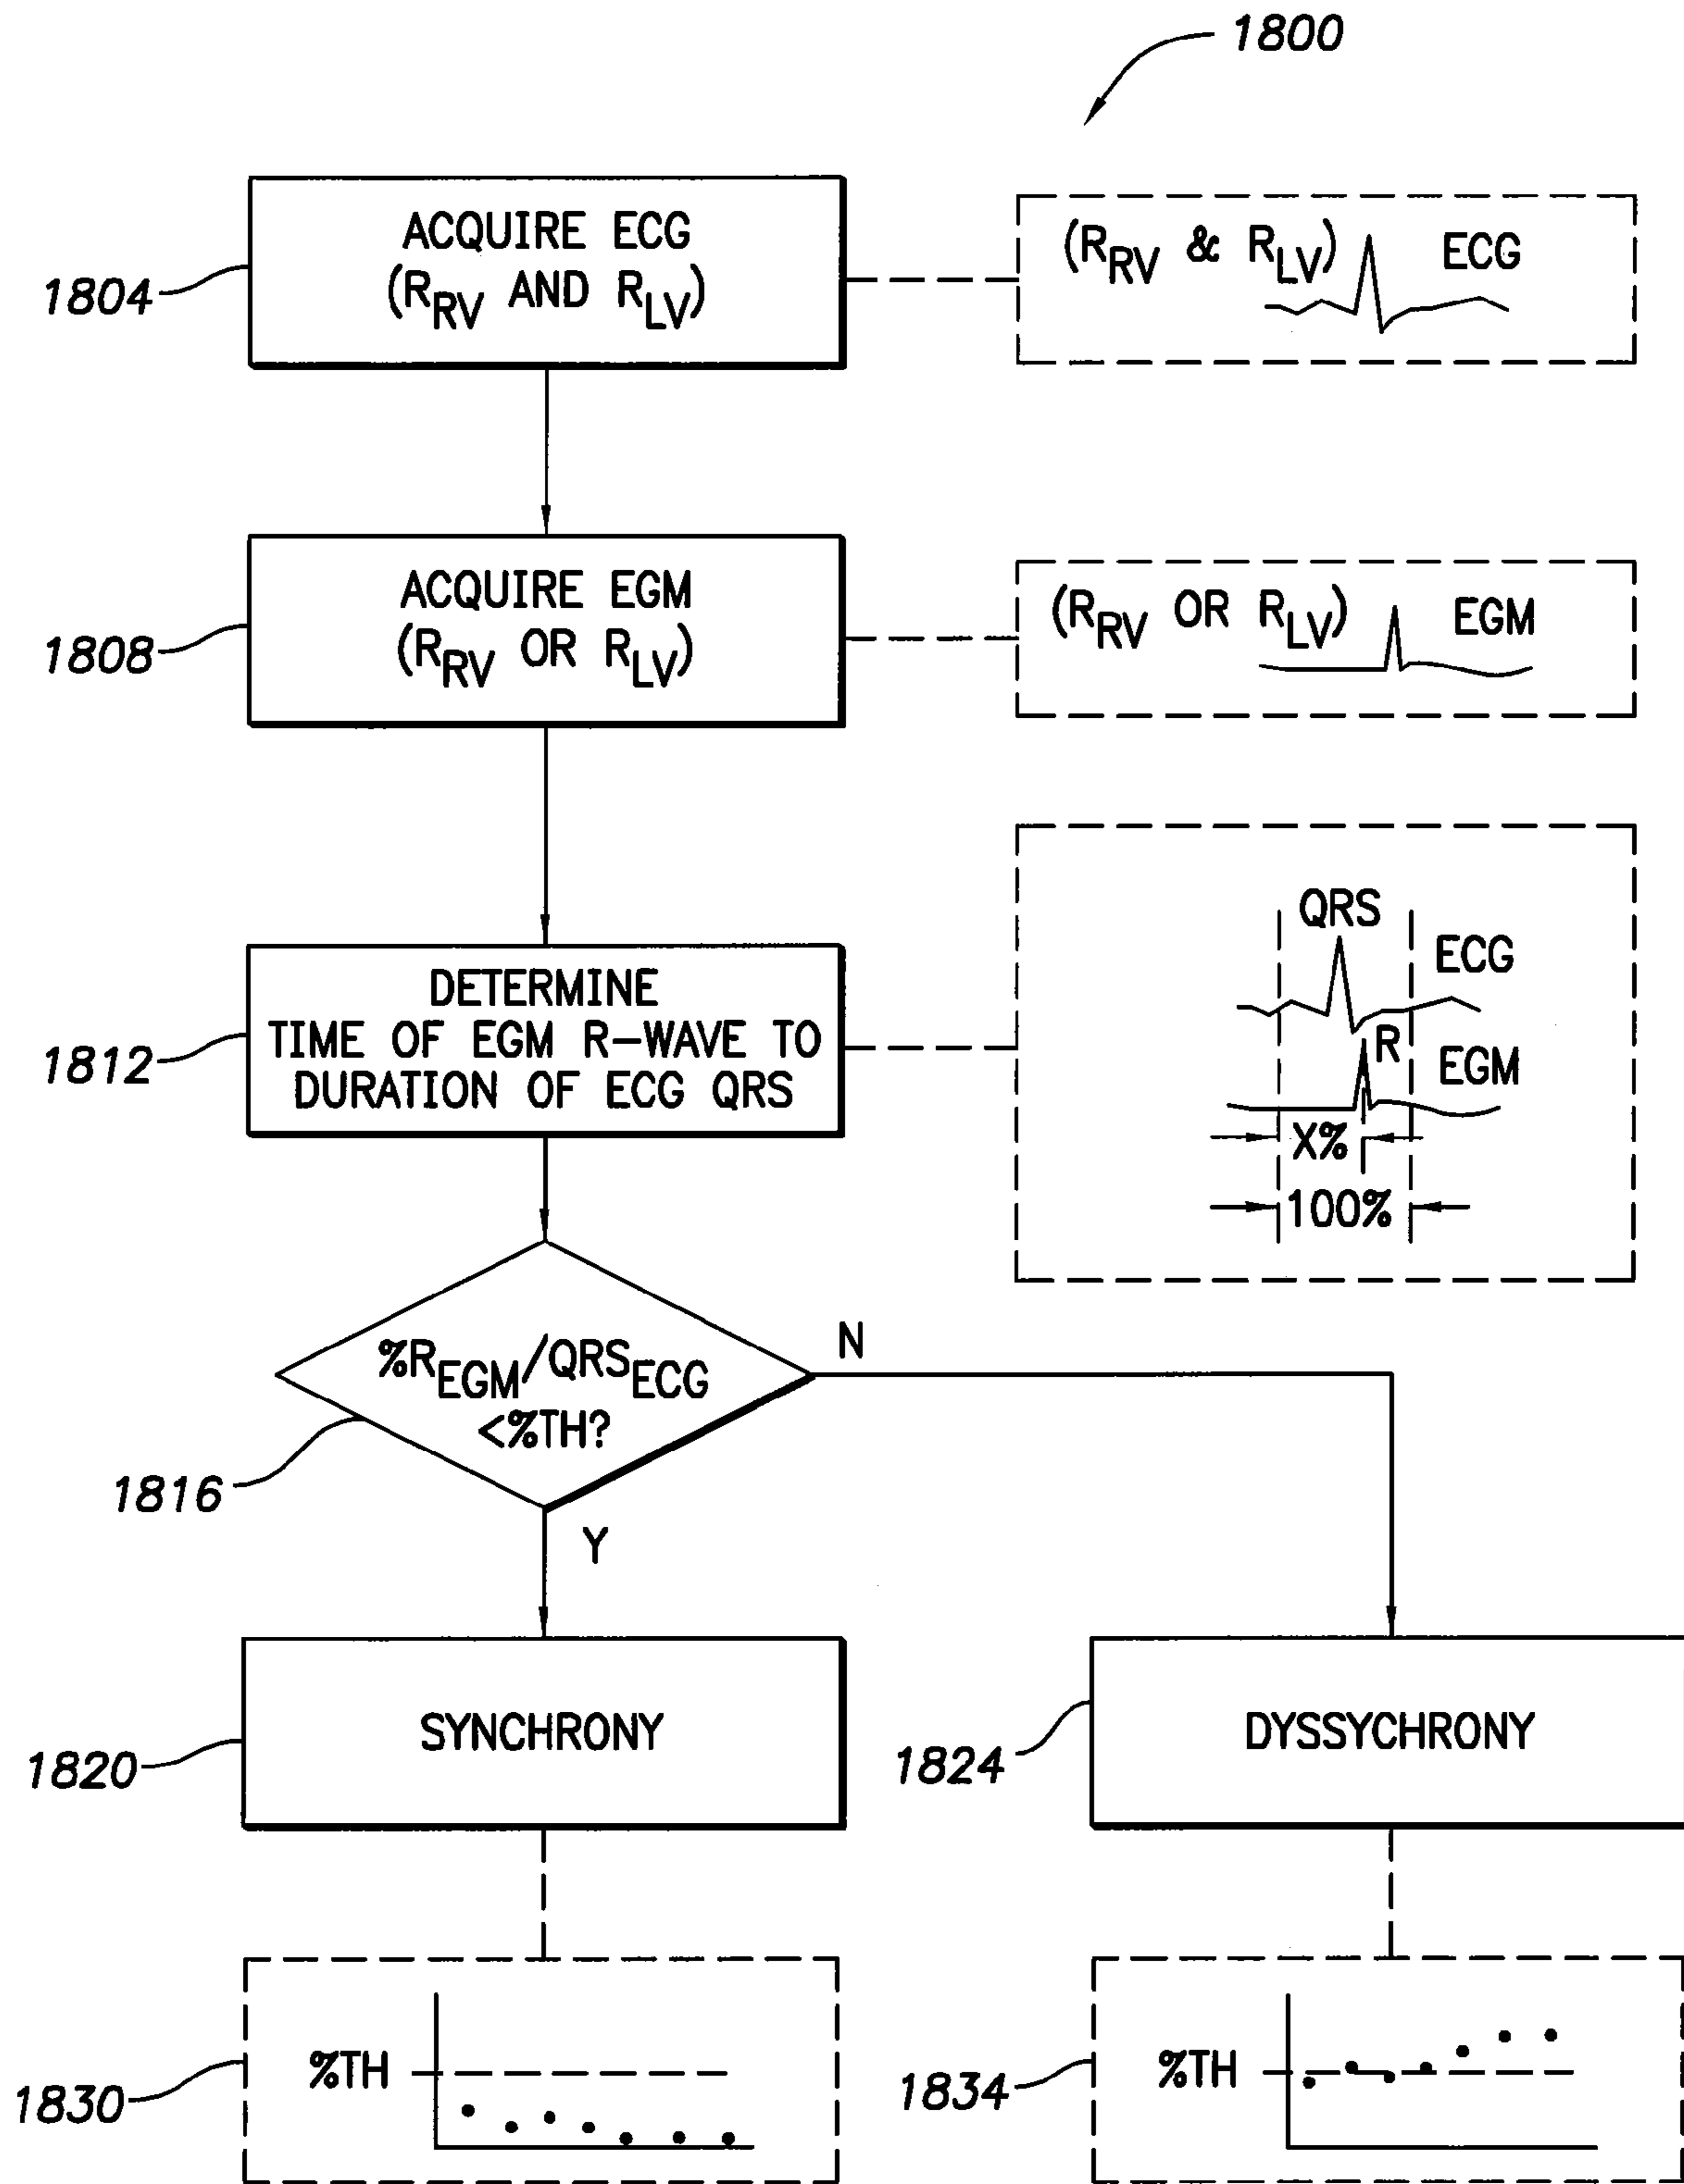 1800
ACQUIRE ECG
(RRV AND RLV)
1804
(RRV & RLV) ECG
ACQUIRE EGM
(RRV OR RLV)
1808
(RRV OR RLV) EGM
DETERMINE
TIME OF EGM R-WAVE TO
DURATION OF ECG QRS
1812
QRS
ECG
R
EGM
X%
100%
%REGM/QRSECG
<%TH?
1816
N
Y
SYNCHRONY
1820
DYSSYCHRONY
1824
%TH
1830
%TH
1834